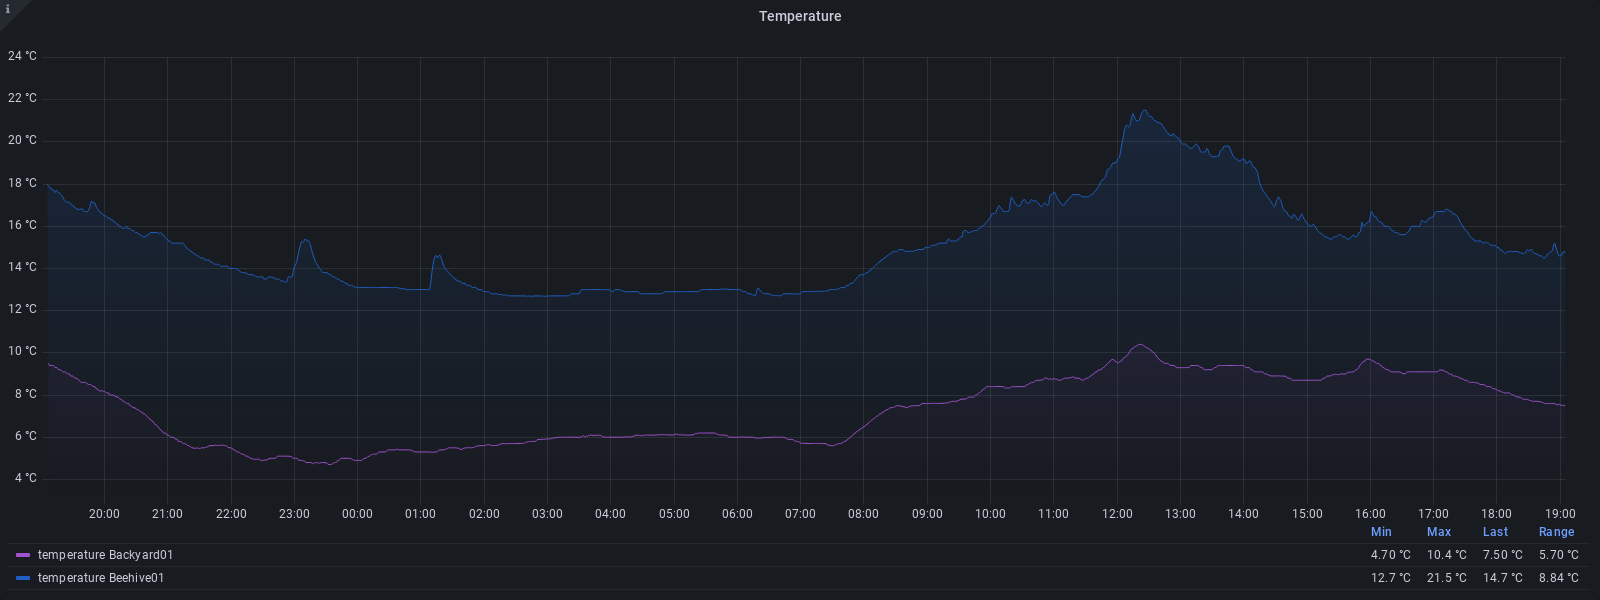 i
Temperature
24 °C
22 °C
20 °C
18 °C
16 °C
14 °C
12 °C
10 °C
8 °C
6 °C
4 °C
20:00 21:00 22:00 23:00 00:00 01:00 02:00 03:00 04:00 05:00 06:00 07:00 08:00 09:00 10:00 11:00 12:00 13:00 14:00 15:00 16:00 17:00 18:00 19:00
Min Max Last Range
temperature Backyard01 4.70 °C 10.4 °C 7.50 °C 5.70 °C
temperature Beehive01 12.7 °C 21.5 °C 14.7 °C 8.84 °C